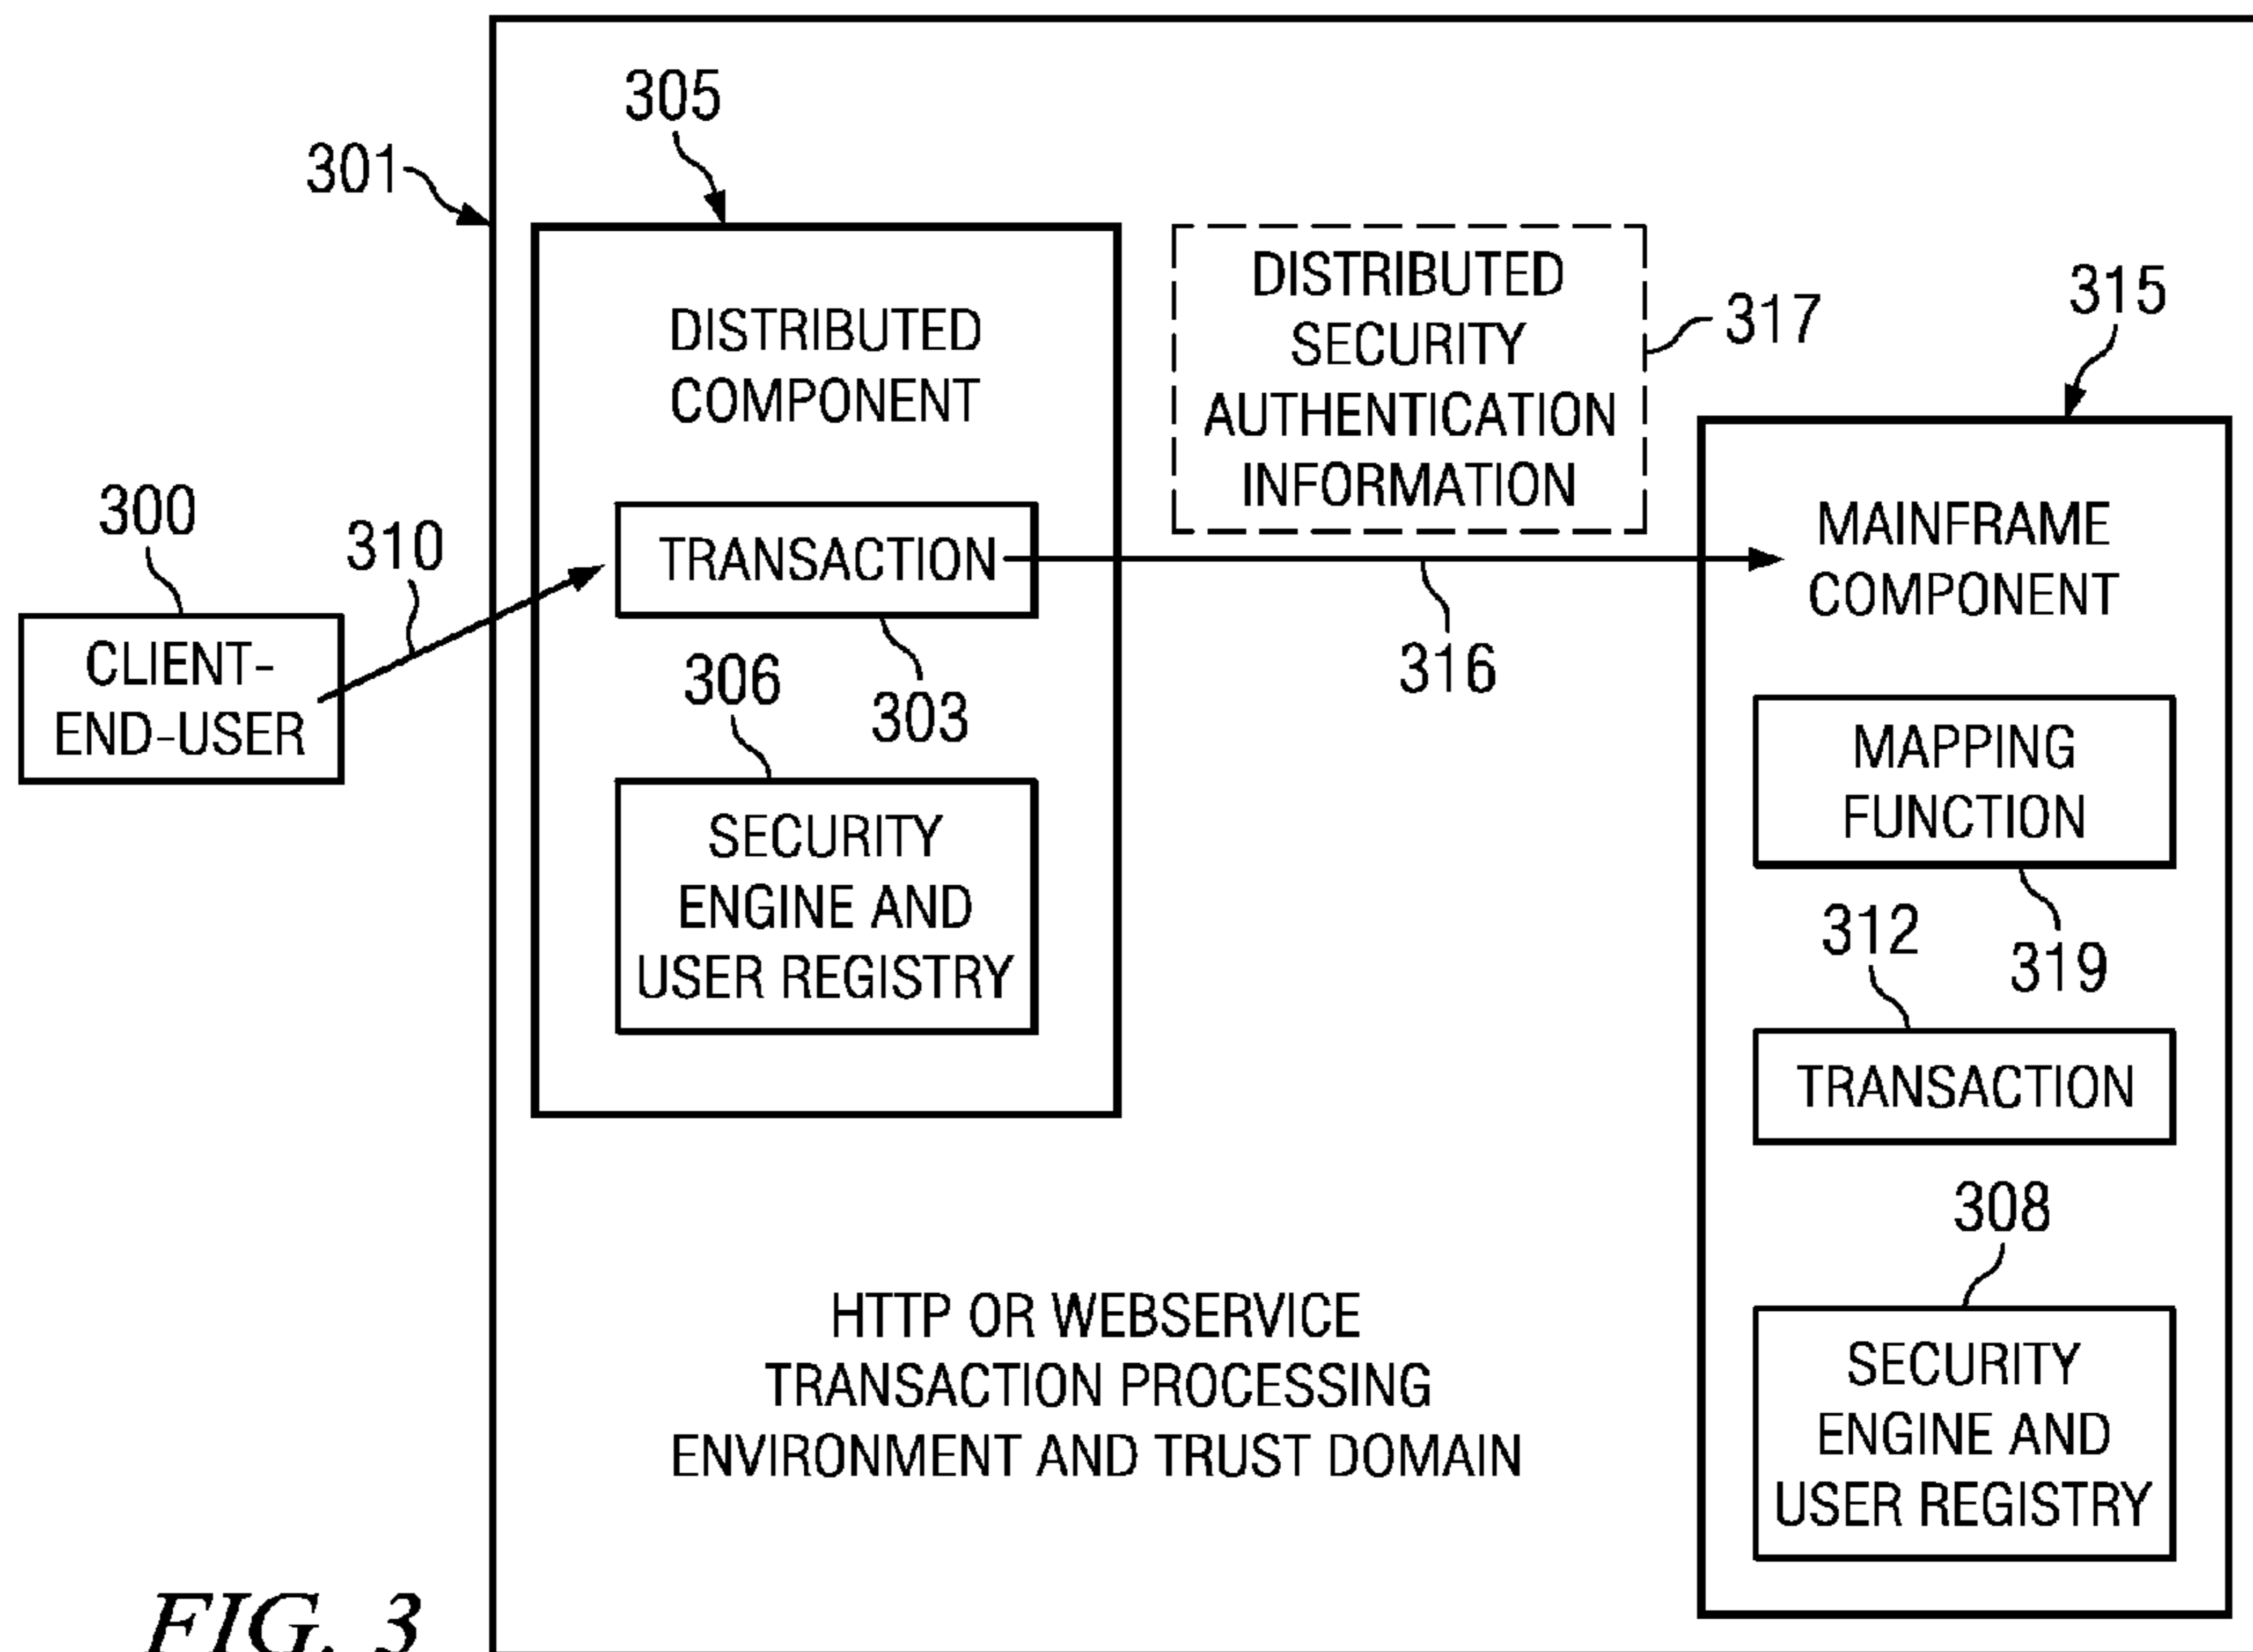 305
301
DISTRIBUTED
COMPONENT
DISTRIBUTED
SECURITY
AUTHENTICATION
INFORMATION
317
315
300
310
CLIENT-
END-USER
TRANSACTION
303
316
MAINFRAME
COMPONENT
306
SECURITY
ENGINE AND
USER REGISTRY
MAPPING
FUNCTION
319
312
TRANSACTION
308
SECURITY
ENGINE AND
USER REGISTRY
HTTP OR WEBSERVICE
TRANSACTION PROCESSING
ENVIRONMENT AND TRUST DOMAIN
FIG. 3